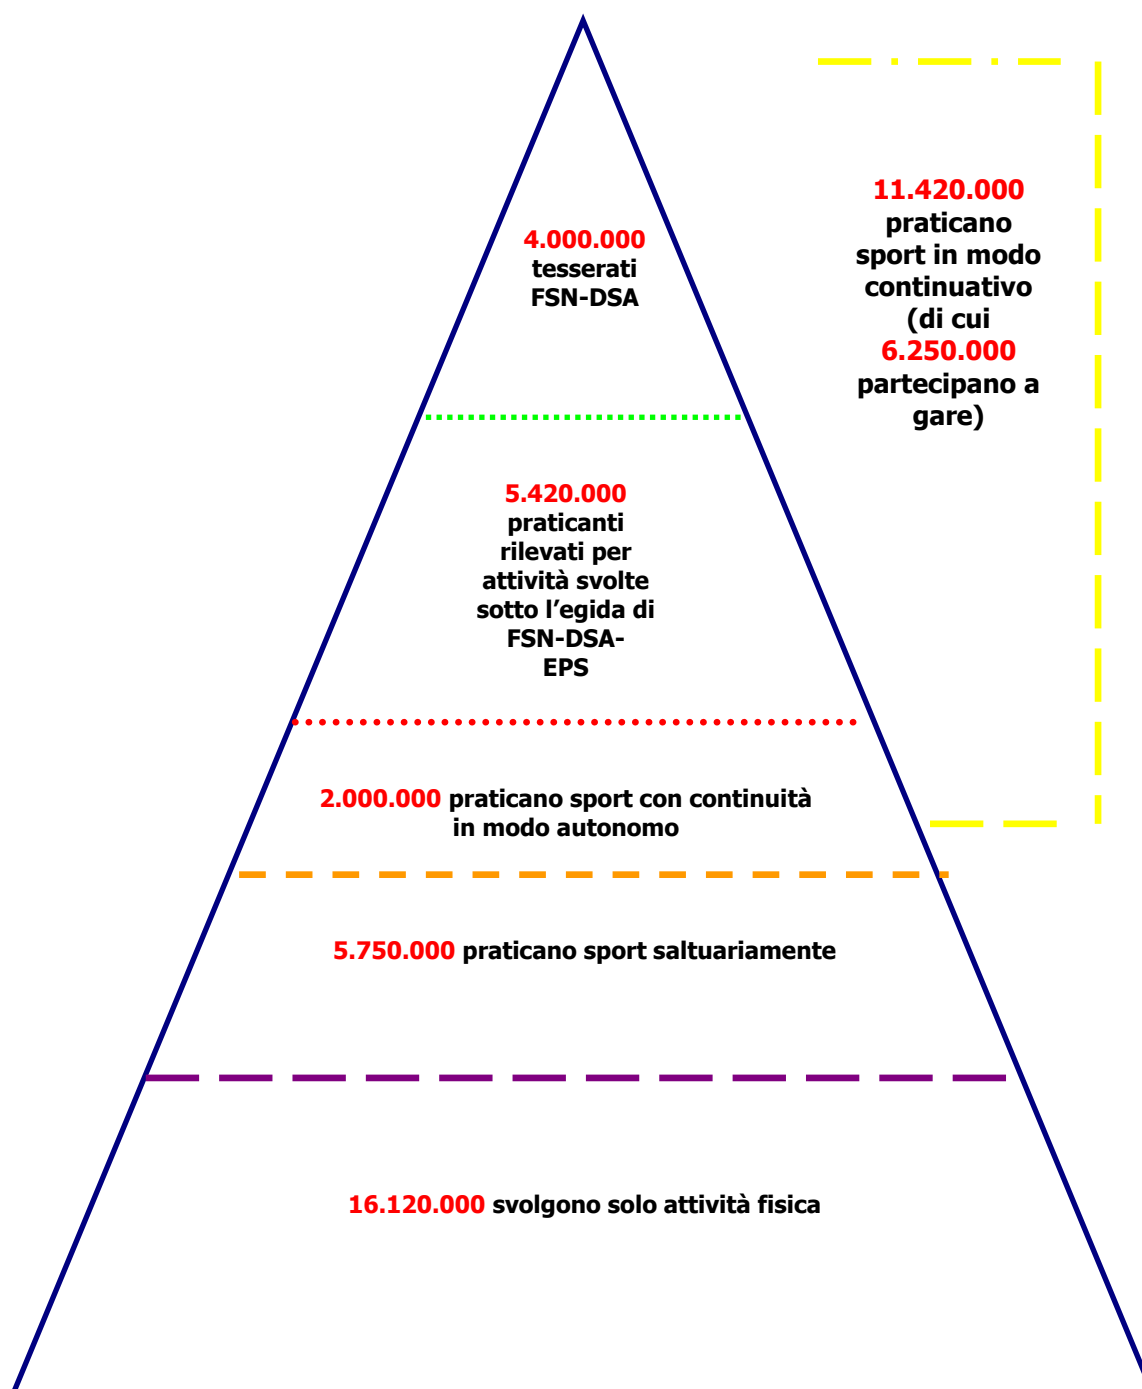 4.000.000
tesserati
FSN-DSA
11.420.000
praticano
sport in modo
continuativo
(di cui
6.250.000
partecipano a
gare)
5.420.000
praticanti
rilevati per
attività svolte
sotto l’egida di
FSN-DSA-
EPS
2.000.000 praticano sport con continuità
in modo autonomo
5.750.000 praticano sport saltuariamente
16.120.000 svolgono solo attività fisica